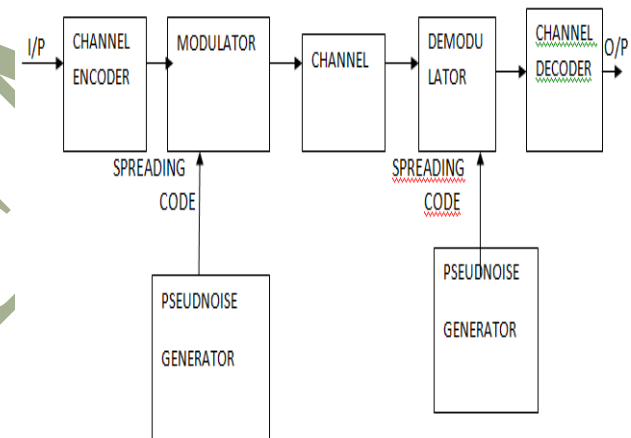 I/P
CHANNEL
ENCODER
MODULATOR
CHANNEL
DEMODU
LATOR
CHANNEL
DECODER
O/P
SPREADING
CODE
SPREADING
CODE
PSEUDNOISE
GENERATOR
PSEUDNOISE
GENERATOR